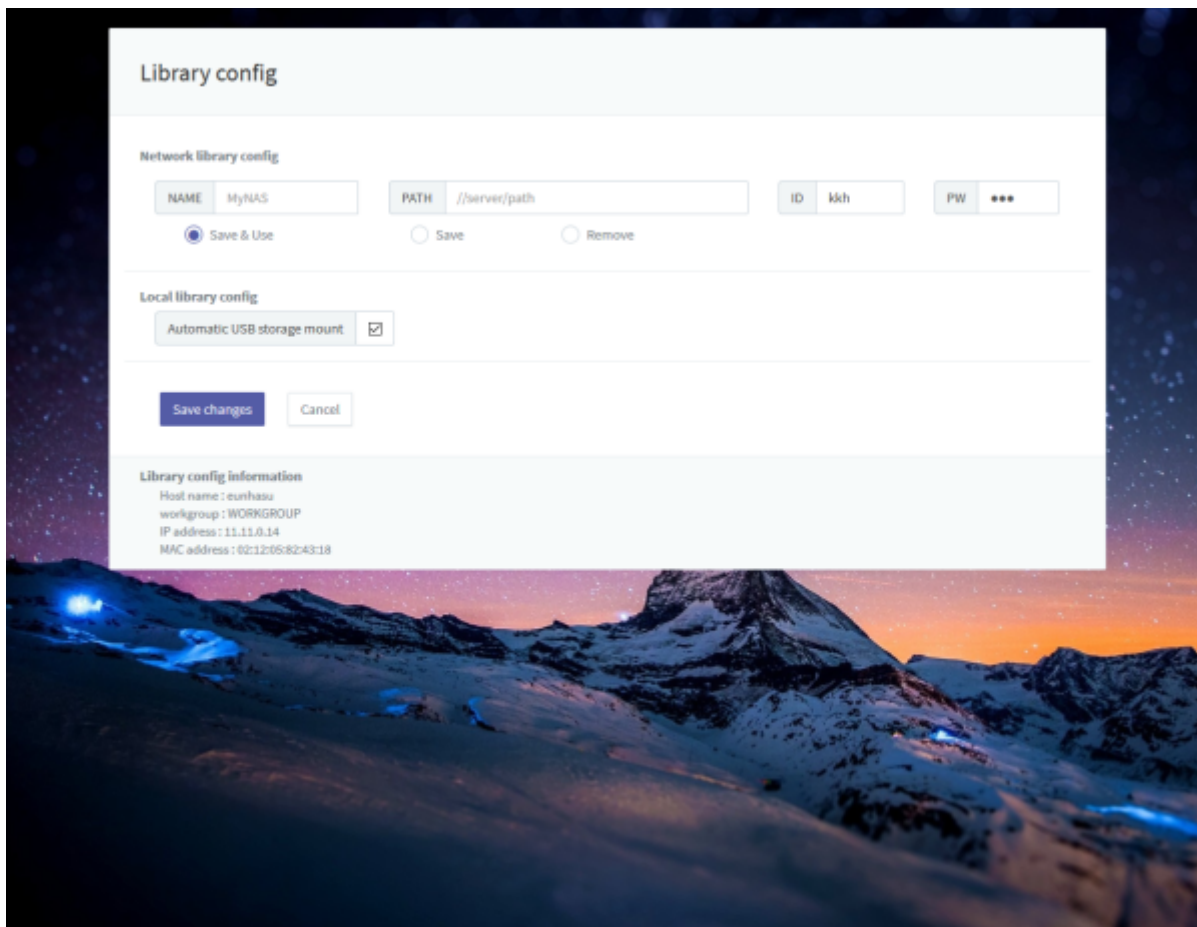 Library config
Network library config
NAME MyNAS PATH //server/path ID kkh PW •••
Save & Use Save Remove
Local library config
Automatic USB storage mount
Save changes Cancel
Library config information
Host name : eunhasu
workgroup : WORKGROUP
IP address : 11.11.0.14
MAC address : 02:12:05:82:43:18